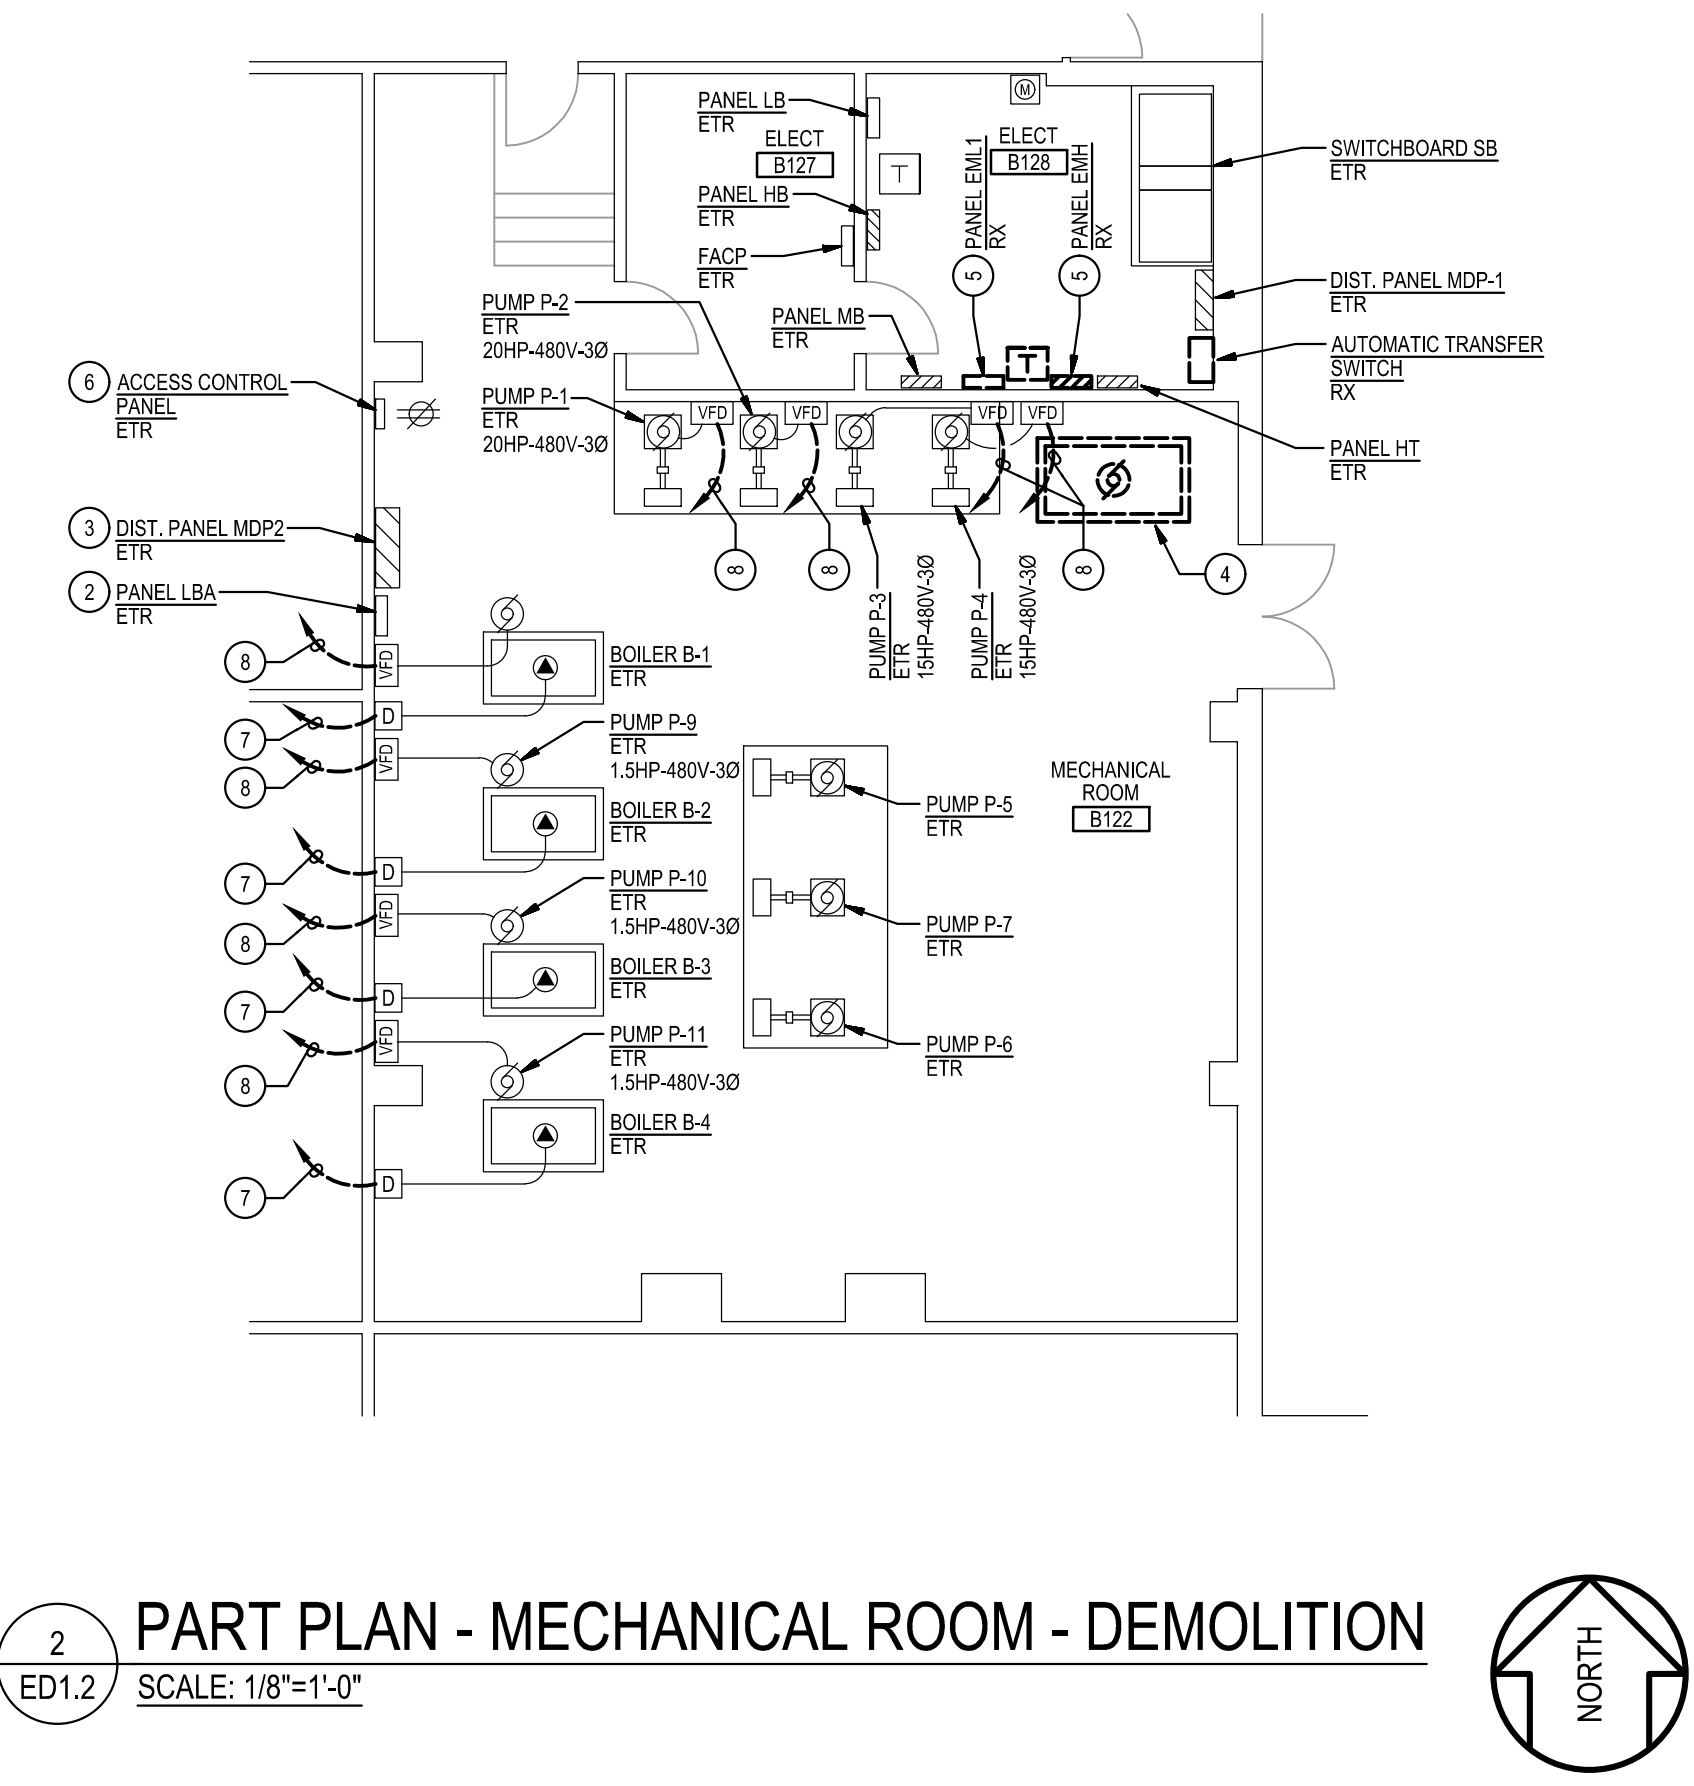 M
PANEL LB
ETR
ELECT
B127
PANEL EML1
RX
ELECT
B128
PANEL EMH
RX
SWITCHBOARD SB
ETR
T
PANEL HB
ETR
FACP
ETR
5
5
DIST. PANEL MDP-1
ETR
PUMP P-2
ETR
20HP-480V-3Ø
PANEL MB
ETR
T
AUTOMATIC TRANSFER
SWITCH
RX
6
ACCESS CONTROL
PANEL
ETR
PUMP P-1
ETR
20HP-480V-3Ø
VFD
VFD
VFD
VFD
PANEL HT
ETR
3
DIST. PANEL MDP2
ETR
8
8
8
4
2
PANEL LBA
ETR
PUMP P-3
ETR
15HP-480V-3Ø
PUMP P-4
ETR
15HP-480V-3Ø
8
VFD
BOILER B-1
ETR
7
D
PUMP P-9
ETR
1.5HP-480V-3Ø
8
VFD
MECHANICAL
ROOM
B122
PUMP P-5
ETR
BOILER B-2
ETR
7
D
PUMP P-10
ETR
1.5HP-480V-3Ø
8
VFD
PUMP P-7
ETR
BOILER B-3
ETR
7
D
PUMP P-11
ETR
1.5HP-480V-3Ø
8
VFD
PUMP P-6
ETR
BOILER B-4
ETR
7
D
2
ED1.2
PART PLAN - MECHANICAL ROOM - DEMOLITION
SCALE: 1/8"=1'-0"
NORTH